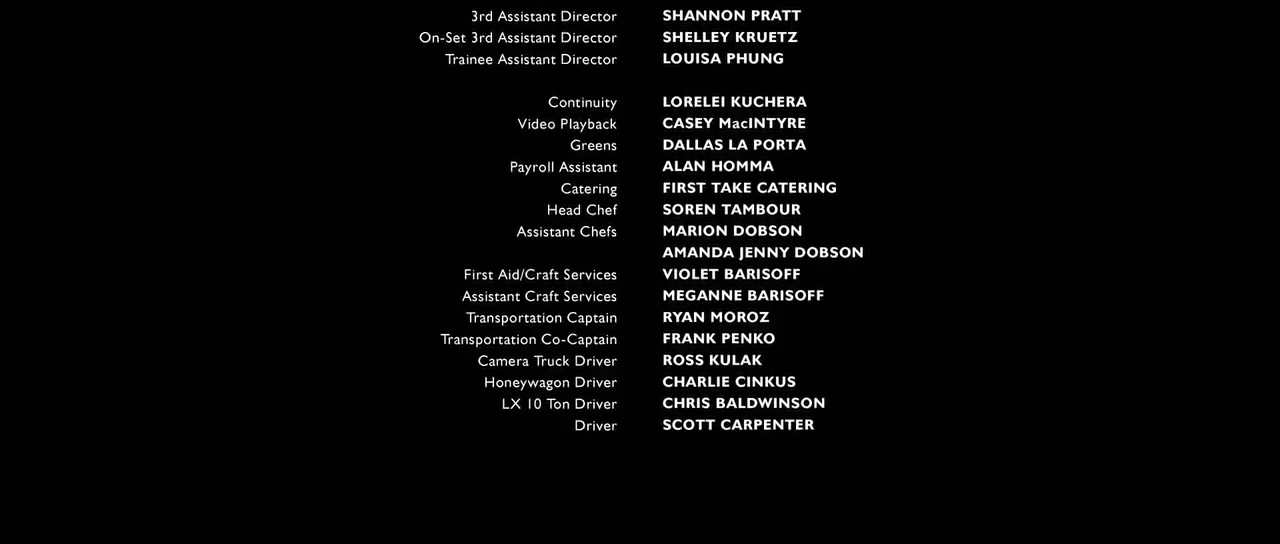 3rd Assistant Director SHANNON PRATT
On-Set 3rd Assistant Director SHELLEY KRUETZ
Trainee Assistant Director LOUISA PHUNG
Continuity LORELEI KUCHERA
Video Playback CASEY MacINTYRE
Greens DALLAS LA PORTA
Payroll Assistant ALAN HOMMA
Catering FIRST TAKE CATERING
Head Chef SOREN TAMBOUR
Assistant Chefs MARION DOBSON
AMANDA JENNY DOBSON
First Aid/Craft Services VIOLET BARISOFF
Assistant Craft Services MEGANNE BARISOFF
Transportation Captain RYAN MOROZ
Transportation Co-Captain FRANK PENKO
Camera Truck Driver ROSS KULAK
Honeywagon Driver CHARLIE CINKUS
LX 10 Ton Driver CHRIS BALDWINSON
Driver SCOTT CARPENTER